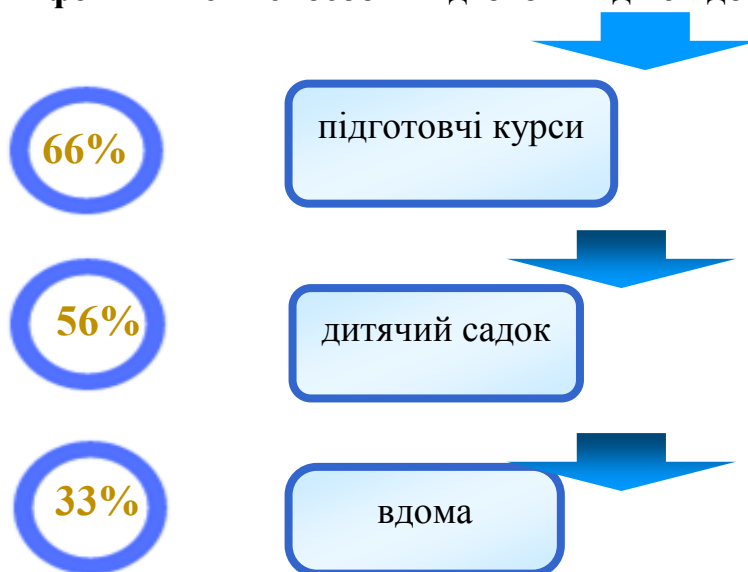 66%
підготовчі курси
56%
дитячий садок
33%
вдома